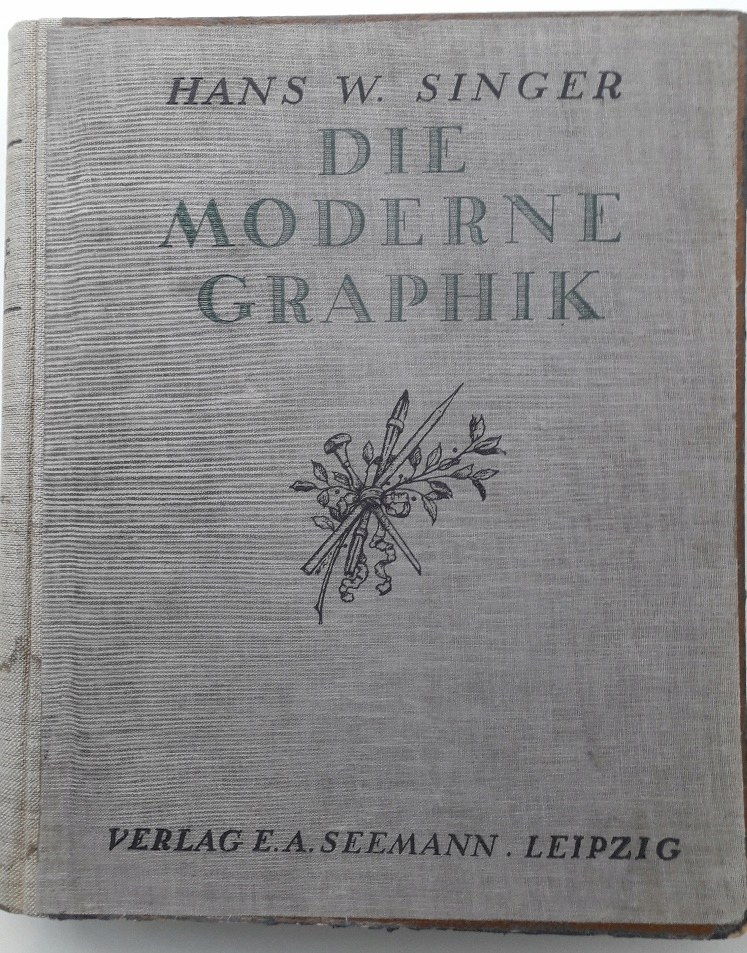 HANS W. SINGER
DIE
MODERNE
GRAPHIK
VERLAG E. A. SEEMANN . LEIPZIG